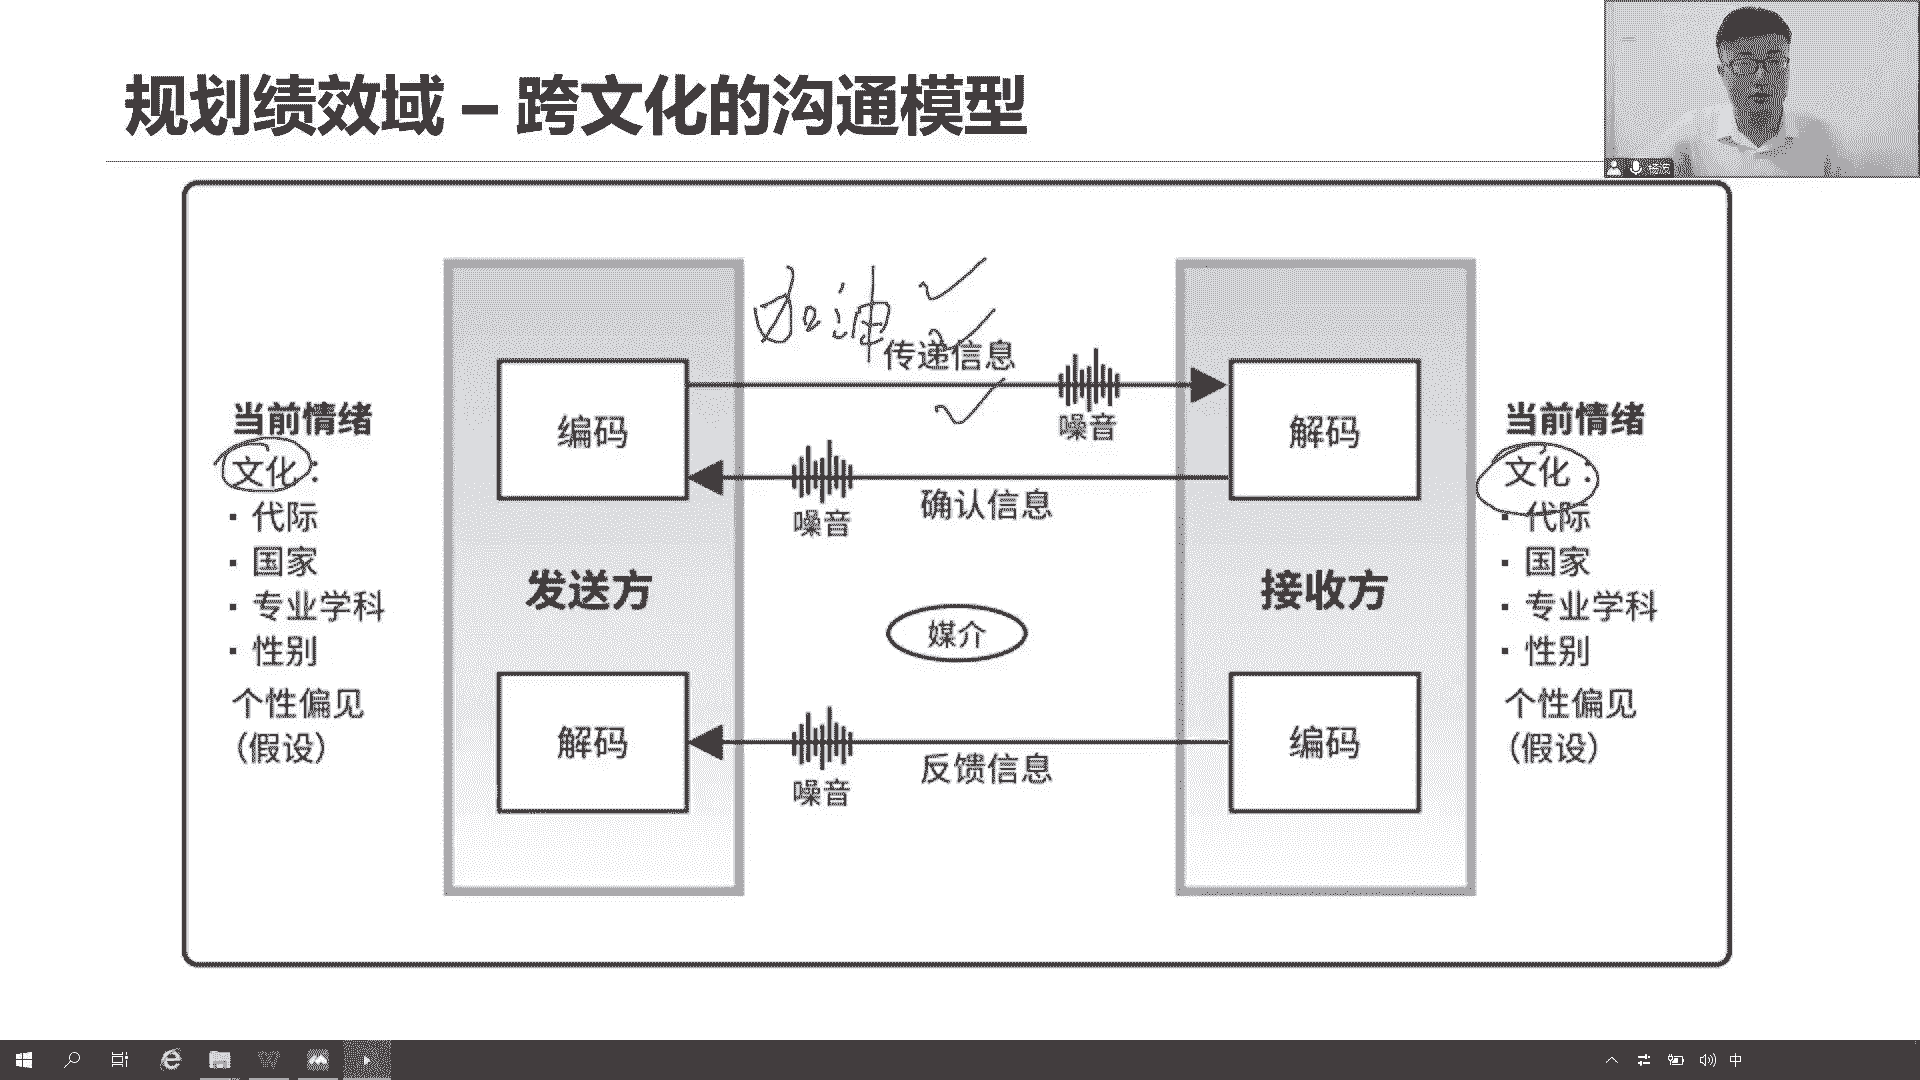 规划绩效域 – 跨文化的沟通模型
杨波
加油
传递信息
噪音
编码
解码
噪音
确认信息
发送方
接收方
媒介
解码
编码
噪音
反馈信息
当前情绪
文化：
· 代际
· 国家
· 专业学科
· 性别
个性偏见
（假设）
当前情绪
文化：
· 代际
· 国家
· 专业学科
· 性别
个性偏见
（假设）
中